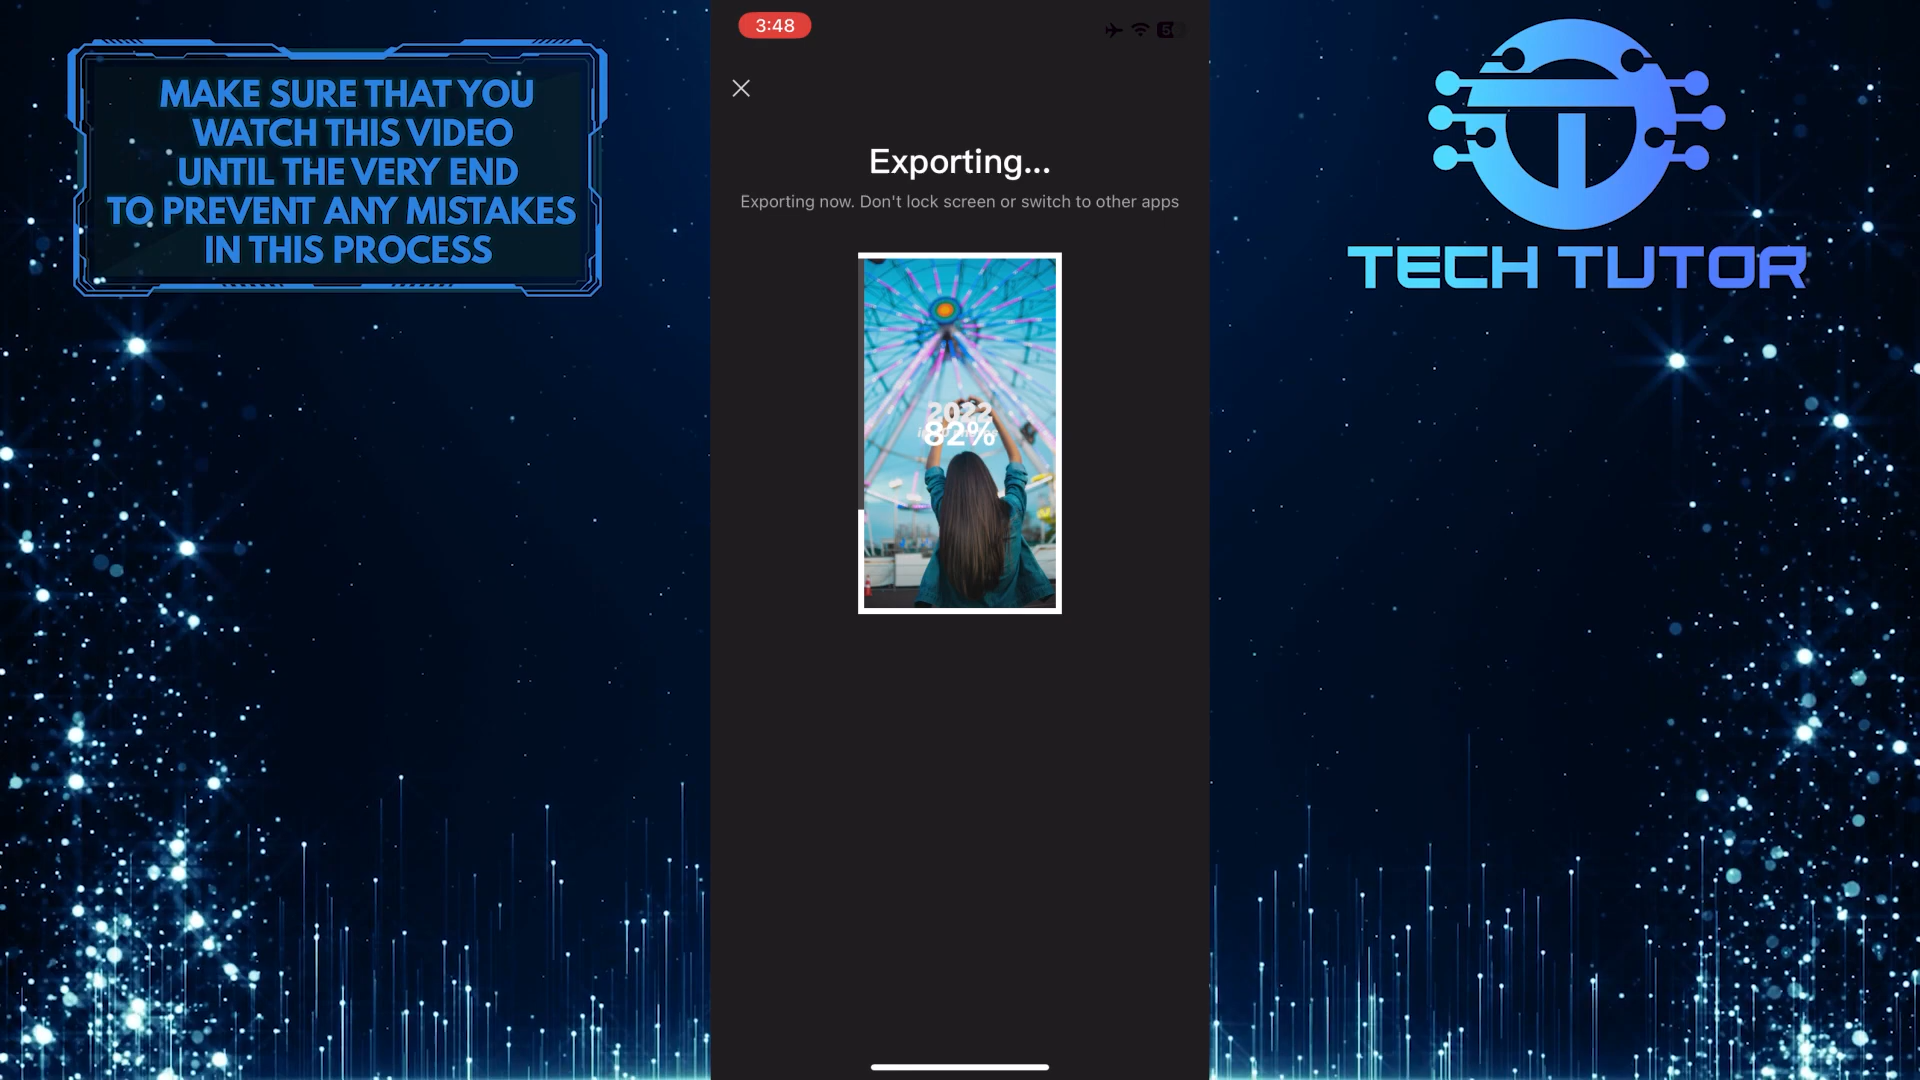 MAKE SURE THAT YOU
WATCH THIS VIDEO
UNTIL THE VERY END
TO PREVENT ANY MISTAKES
IN THIS PROCESS
3:48
Exporting...
Exporting now. Don't lock screen or switch to other apps
2022
82%
TECH TUTOR